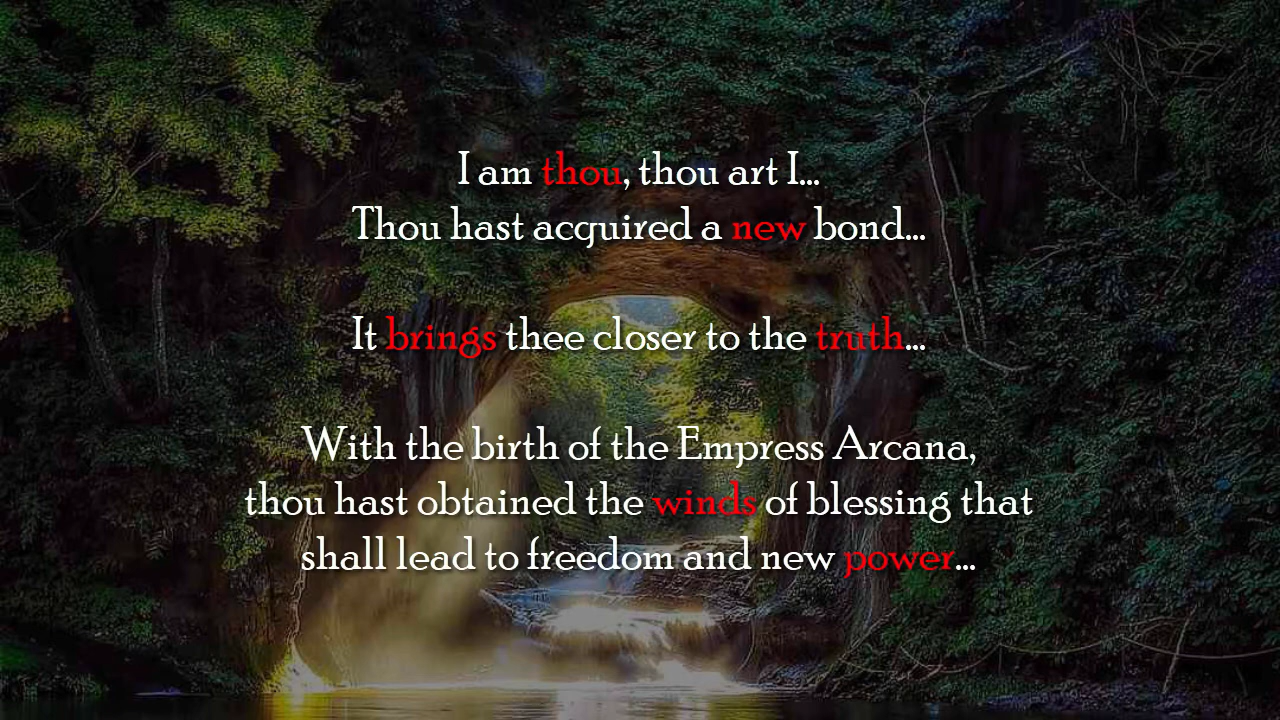 I am thou, thou art I...
Thou hast acquired a new bond...
It brings thee closer to the truth...
With the birth of the Empress Arcana,
thou hast obtained the winds of blessing that
shall lead to freedom and new power...